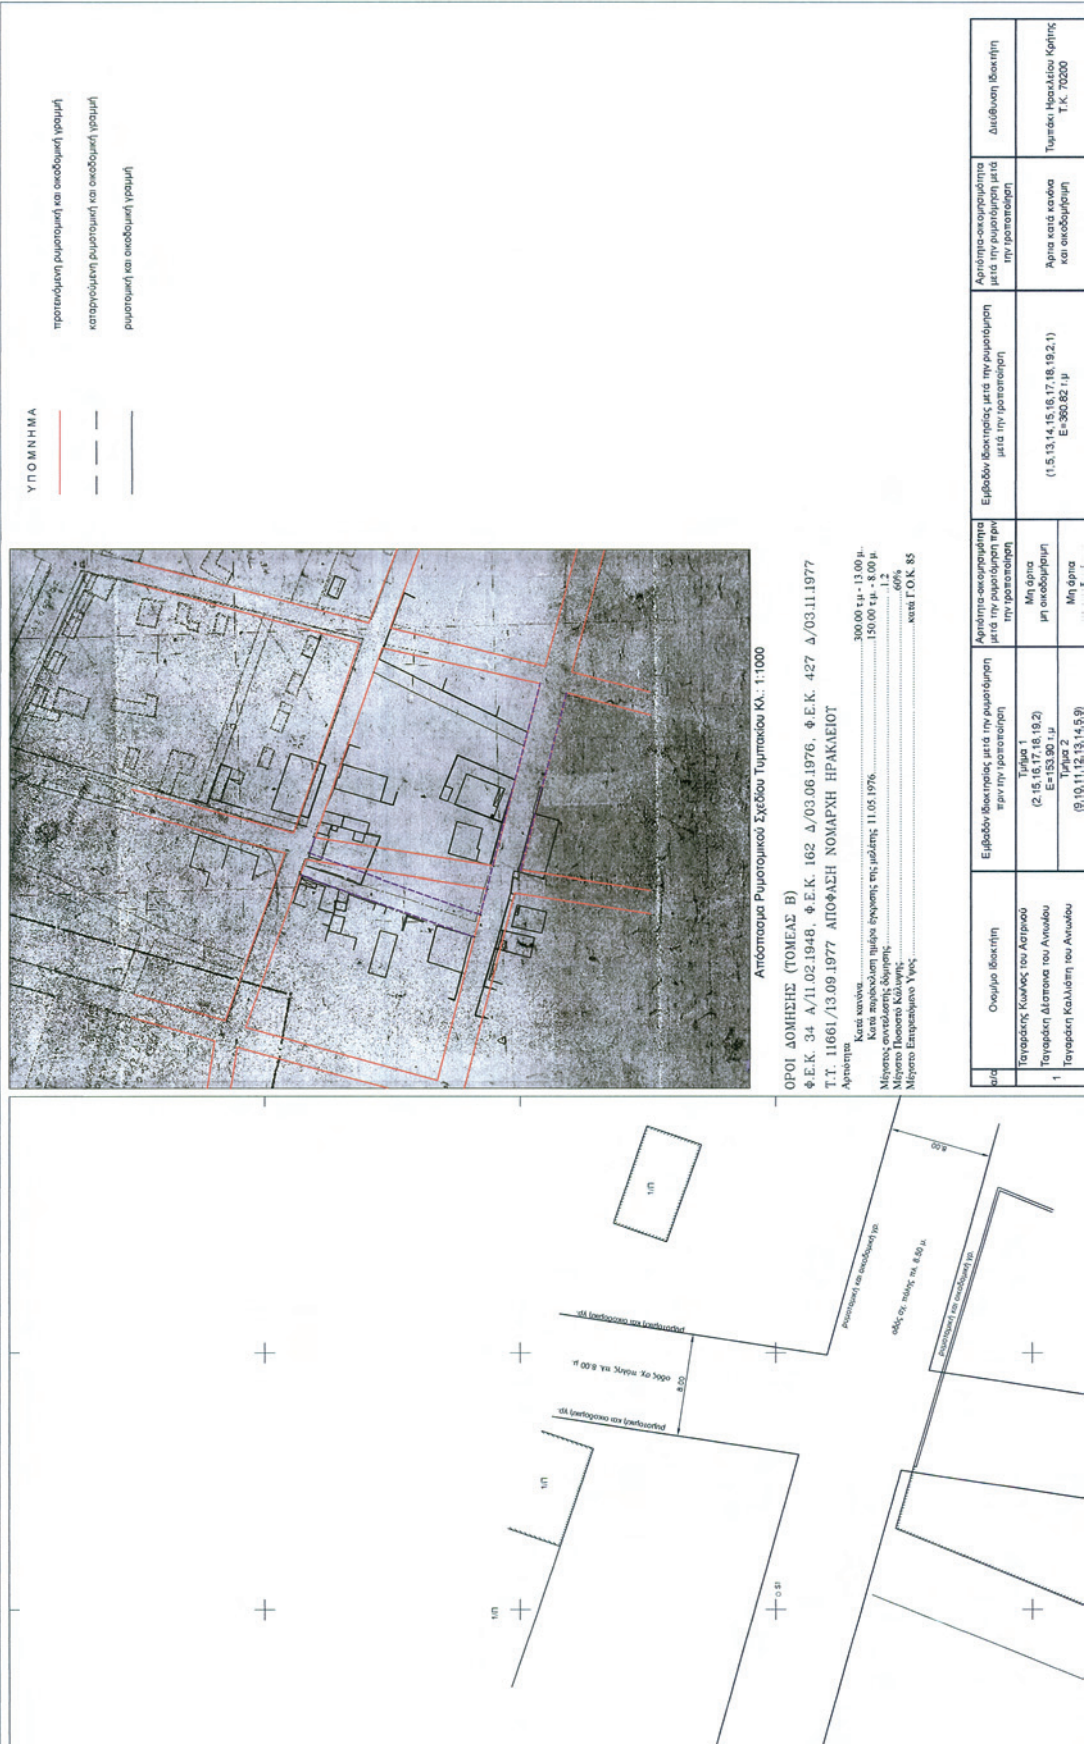 ΥΠΟΜΝΗΜΑ
προτεινόμενη ρυμοτομική και οικοδομική γραμμή
καταργούμενη ρυμοτομική και οικοδομική γραμμή
ρυμοτομική και οικοδομική γραμμή
Απόσπασμα Ρυμοτομικού Σχεδίου Τυμπακίου Κλ.: 1:1000
ΟΡΟΙ ΔΟΜΗΣΗΣ (ΤΟΜΕΑΣ Β)
Φ.Ε.Κ. 34 Α/11.02.1948, Φ.Ε.Κ. 162 Δ/03.06.1976, Φ.Ε.Κ. 427 Δ/03.11.1977
Τ.Τ. 11661/13.09.1977 ΑΠΟΦΑΣΗ ΝΟΜΑΡΧΗ ΗΡΑΚΛΕΙΟΥ
Αρτιότητα
Κατά κανόνα 300.00 τ.μ - 13.00 μ.
Κατά παρέκκλιση ημέρα έγκρισης της μελέτης 11.05.1976 150.00 τ.μ. - 8.00 μ.
Μέγιστος συντελεστής δόμησης 1.2
Μέγιστο Ποσοστό Κάλυψης 60%
Μέγιστο Επιτρεπόμενο Ύψος κατά Γ.Ο.Κ. 85
α/α
Ονομ/μο Ιδιοκτήτη
Εμβαδόν Ιδιοκτησίας μετά την ρυμοτόμηση
πριν την τροποποίηση
Αρτιότητα-οικομησιμότητα
μετά την ρυμοτόμηση πριν
την τροποποίηση
Εμβαδόν Ιδιοκτησίας μετά την ρυμοτόμηση
μετά την τροποποίηση
Αρτιότητα-οικομησιμότητα
μετά την ρυμοτόμηση μετά
την τροποποίηση
Διεύθυνση Ιδιοκτήτη
1
Ταγαράκης Κων/νος του Αστρινού
Ταγαράκη Δέσποινα του Αντωνίου
Ταγαράκη Καλλιόπη του Αντωνίου
Τμήμα 1
(2,15,16,17,18,19,2)
Ε=153.90 τ.μ
Τμήμα 2
(9,10,11,12,13,14,5,9)
Μη άρτια
μη οικοδομήσιμη
Μη άρτια
(1,5,13,14,15,16,17,18,19,2,1)
Ε=360.82 τ.μ
Άρτια κατά κανόνα
και οικοδομήσιμη
Τυμπάκι Ηρακλείου Κρήτης
Τ.Κ. 70200
1/Π
1/Π
1/Π
S1
ρυμοτομική και οικοδομική γρ.
οδός σχ. πόλης πλ. 8.00 μ
8.00
ρυμοτομική και οικοδομική γρ.
ρυμοτομική και οικοδομική γρ.
οδός σχ. πόλης πλ. 8.50 μ.
8.00
ρυμοτομική και οικοδομική γρ.